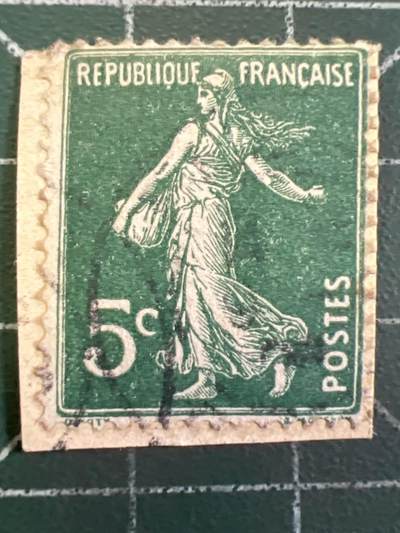 REPUBLIQUE FRANÇAISE
5c
POSTES